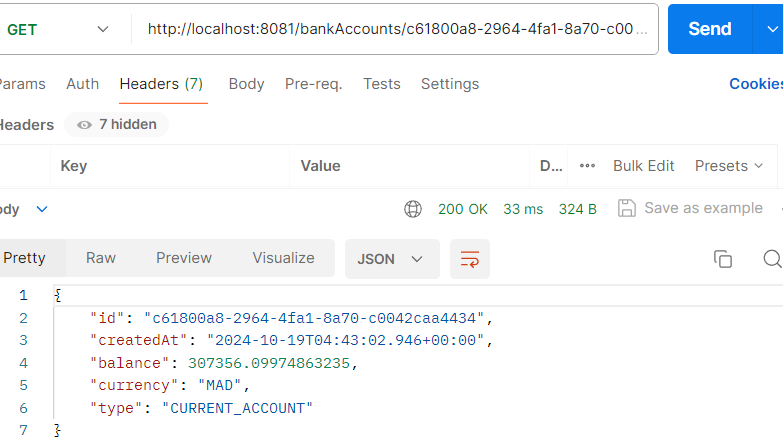 GET http://localhost:8081/bankAccounts/c61800a8-2964-4fa1-8a70-c00 ... Send
Params Auth Headers (7) Body Pre-req. Tests Settings Cookies
Headers 7 hidden
Key Value D... ••• Bulk Edit Presets
ody 200 OK 33 ms 324 B Save as example
Pretty Raw Preview Visualize JSON
1 {
2 "id": "c61800a8-2964-4fa1-8a70-c0042caa4434",
3 "createdAt": "2024-10-19T04:43:02.946+00:00",
4 "balance": 307356.09974863235,
5 "currency": "MAD",
6 "type": "CURRENT_ACCOUNT"
7 }